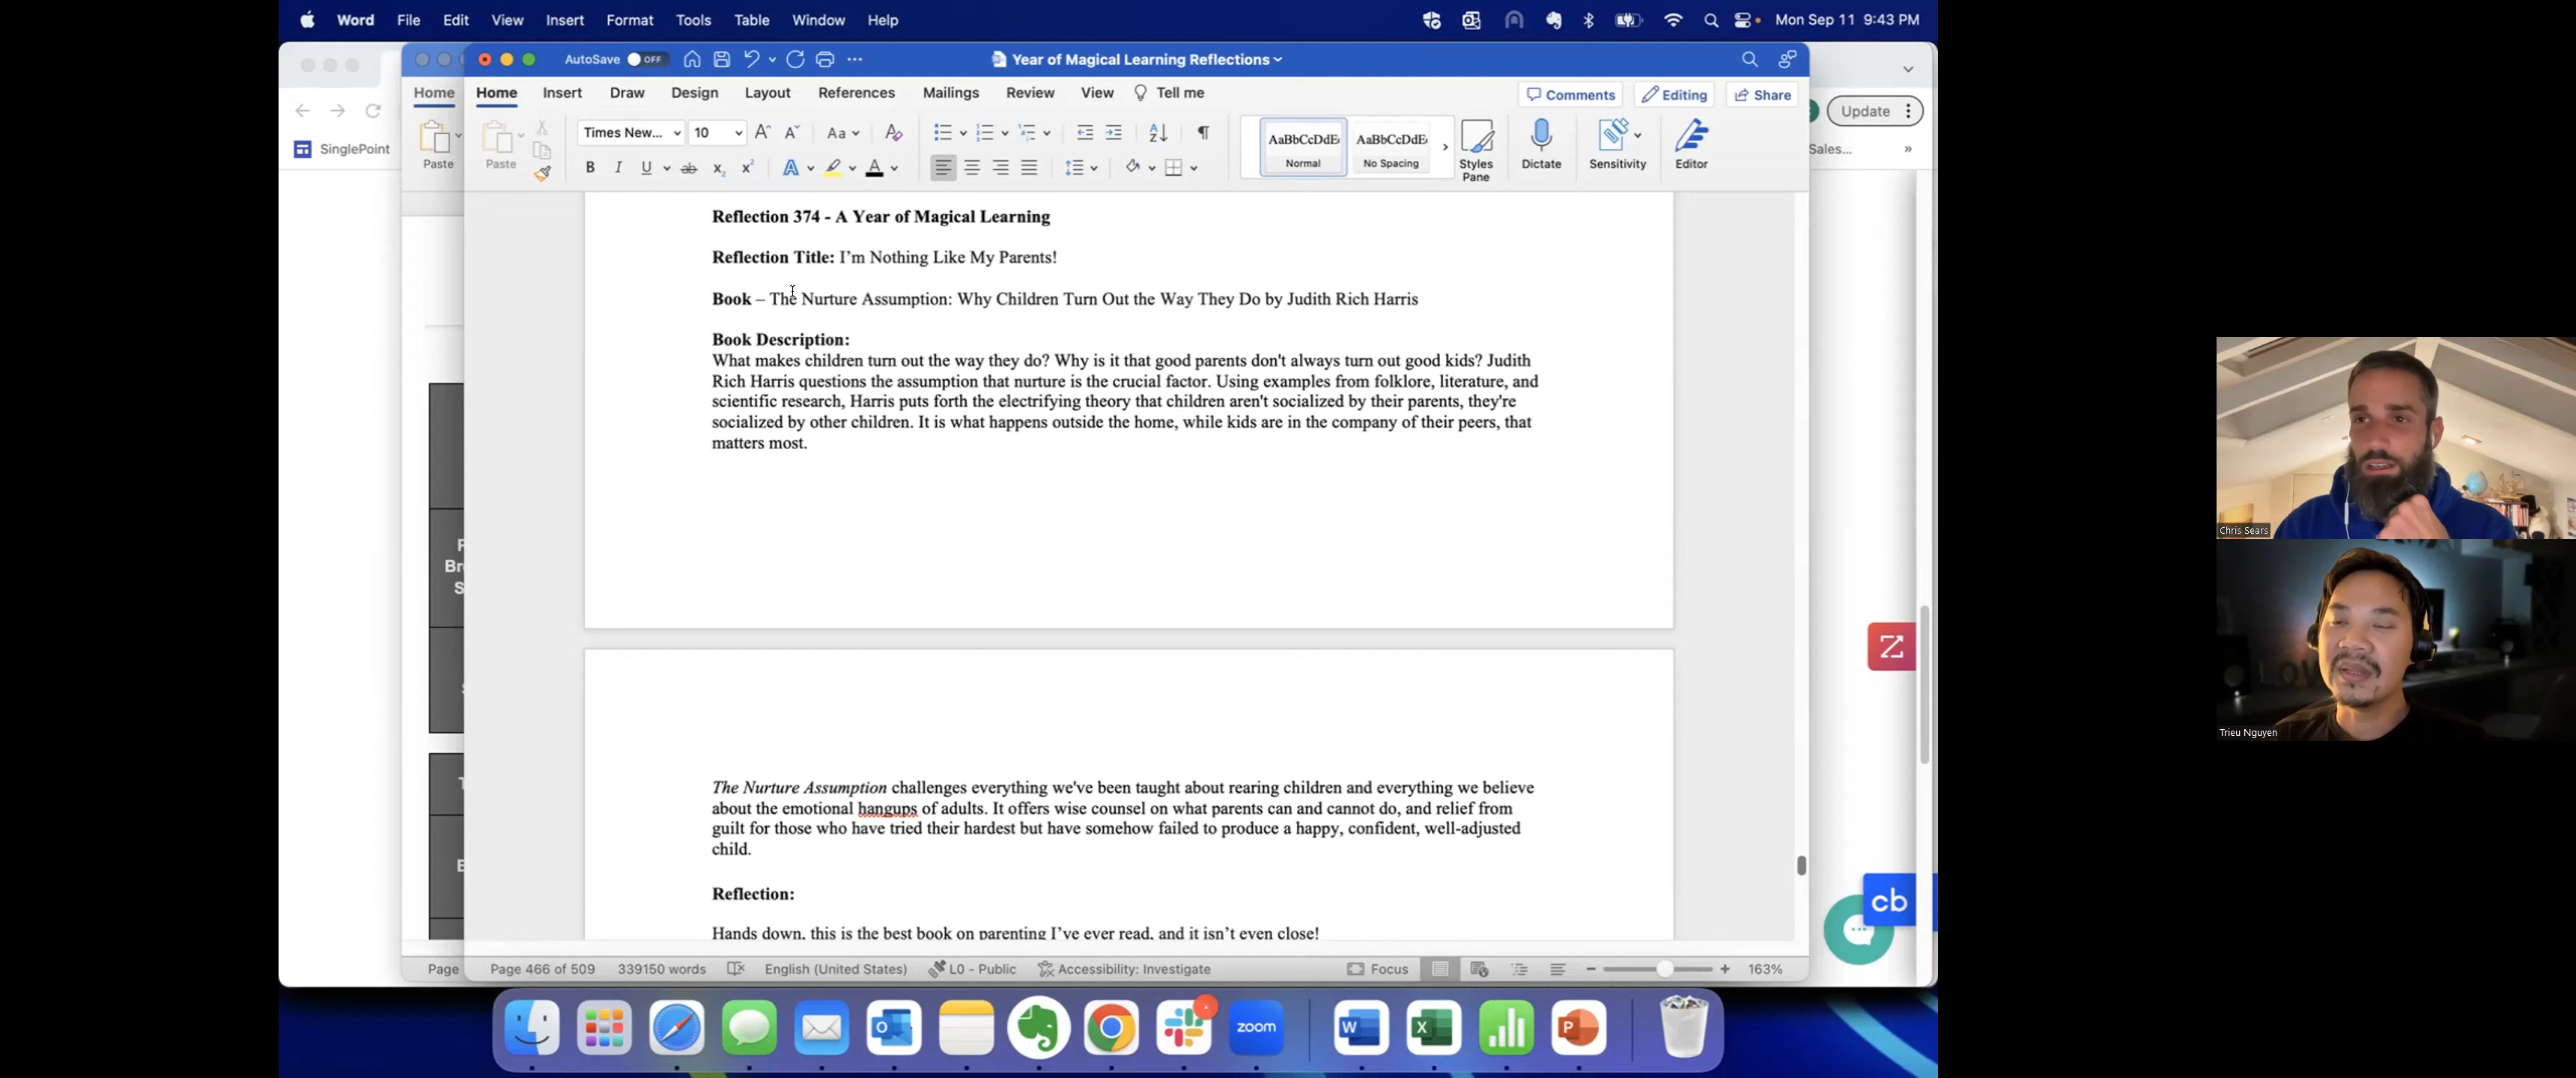 Word File Edit View Insert Format Tools Table Window Help
Mon Sep 11 9:43 PM
AutoSave OFF
Year of Magical Learning Reflections
Home
Home Insert Draw Design Layout References Mailings Review View Tell me
Comments Editing Share
Update
SinglePoint
Sales...
Paste
Paste
Times New... 10
Aa
AaBbCcDdE
Normal
AaBbCcDdE
No Spacing
Styles Pane
Dictate
Sensitivity
Editor
Reflection 374 - A Year of Magical Learning
Reflection Title: I’m Nothing Like My Parents!
Book – The Nurture Assumption: Why Children Turn Out the Way They Do by Judith Rich Harris
Book Description:
What makes children turn out the way they do? Why is it that good parents don't always turn out good kids? Judith
Rich Harris questions the assumption that nurture is the crucial factor. Using examples from folklore, literature, and
scientific research, Harris puts forth the electrifying theory that children aren't socialized by their parents, they're
socialized by other children. It is what happens outside the home, while kids are in the company of their peers, that
matters most.
The Nurture Assumption challenges everything we've been taught about rearing children and everything we believe
about the emotional hangups of adults. It offers wise counsel on what parents can and cannot do, and relief from
guilt for those who have tried their hardest but have somehow failed to produce a happy, confident, well-adjusted
child.
Reflection:
Hands down, this is the best book on parenting I’ve ever read, and it isn’t even close!
Chris Sears
Trieu Nguyen
cb
Page
Page 466 of 509 339150 words English (United States) L0 - Public Accessibility: Investigate
Focus 163%
zoom